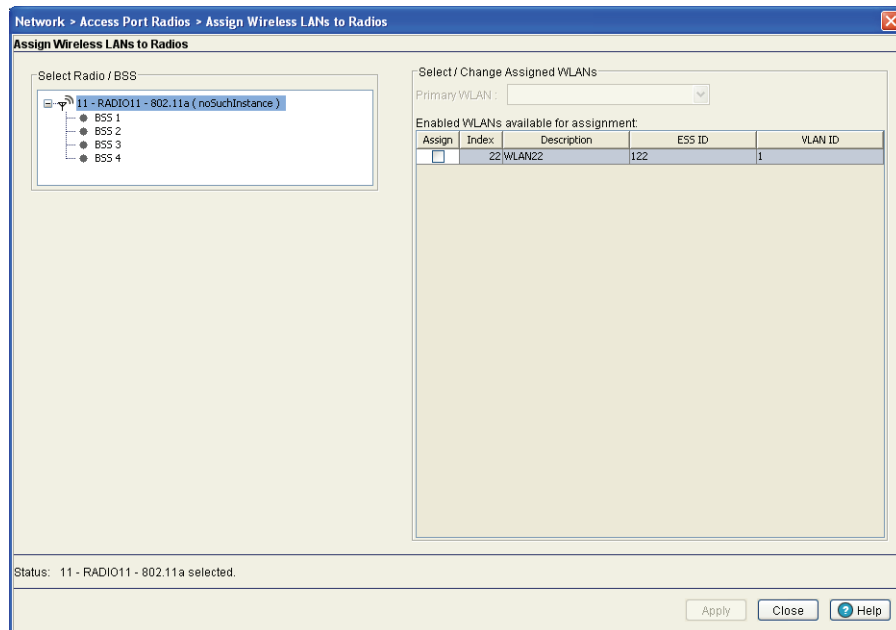 Network > Access Port Radios > Assign Wireless LANs to Radios
Assign Wireless LANs to Radios
Select Radio / BSS
11 - RADIO11 - 802.11a ( noSuchInstance )
BSS 1
BSS 2
BSS 3
BSS 4
Select / Change Assigned WLANs
Primary WLAN :
Enabled WLANs available for assignment:
Assign Index Description ESS ID VLAN ID
22 WLAN22 122 1
Status: 11 - RADIO11 - 802.11a selected.
Apply Close ? Help